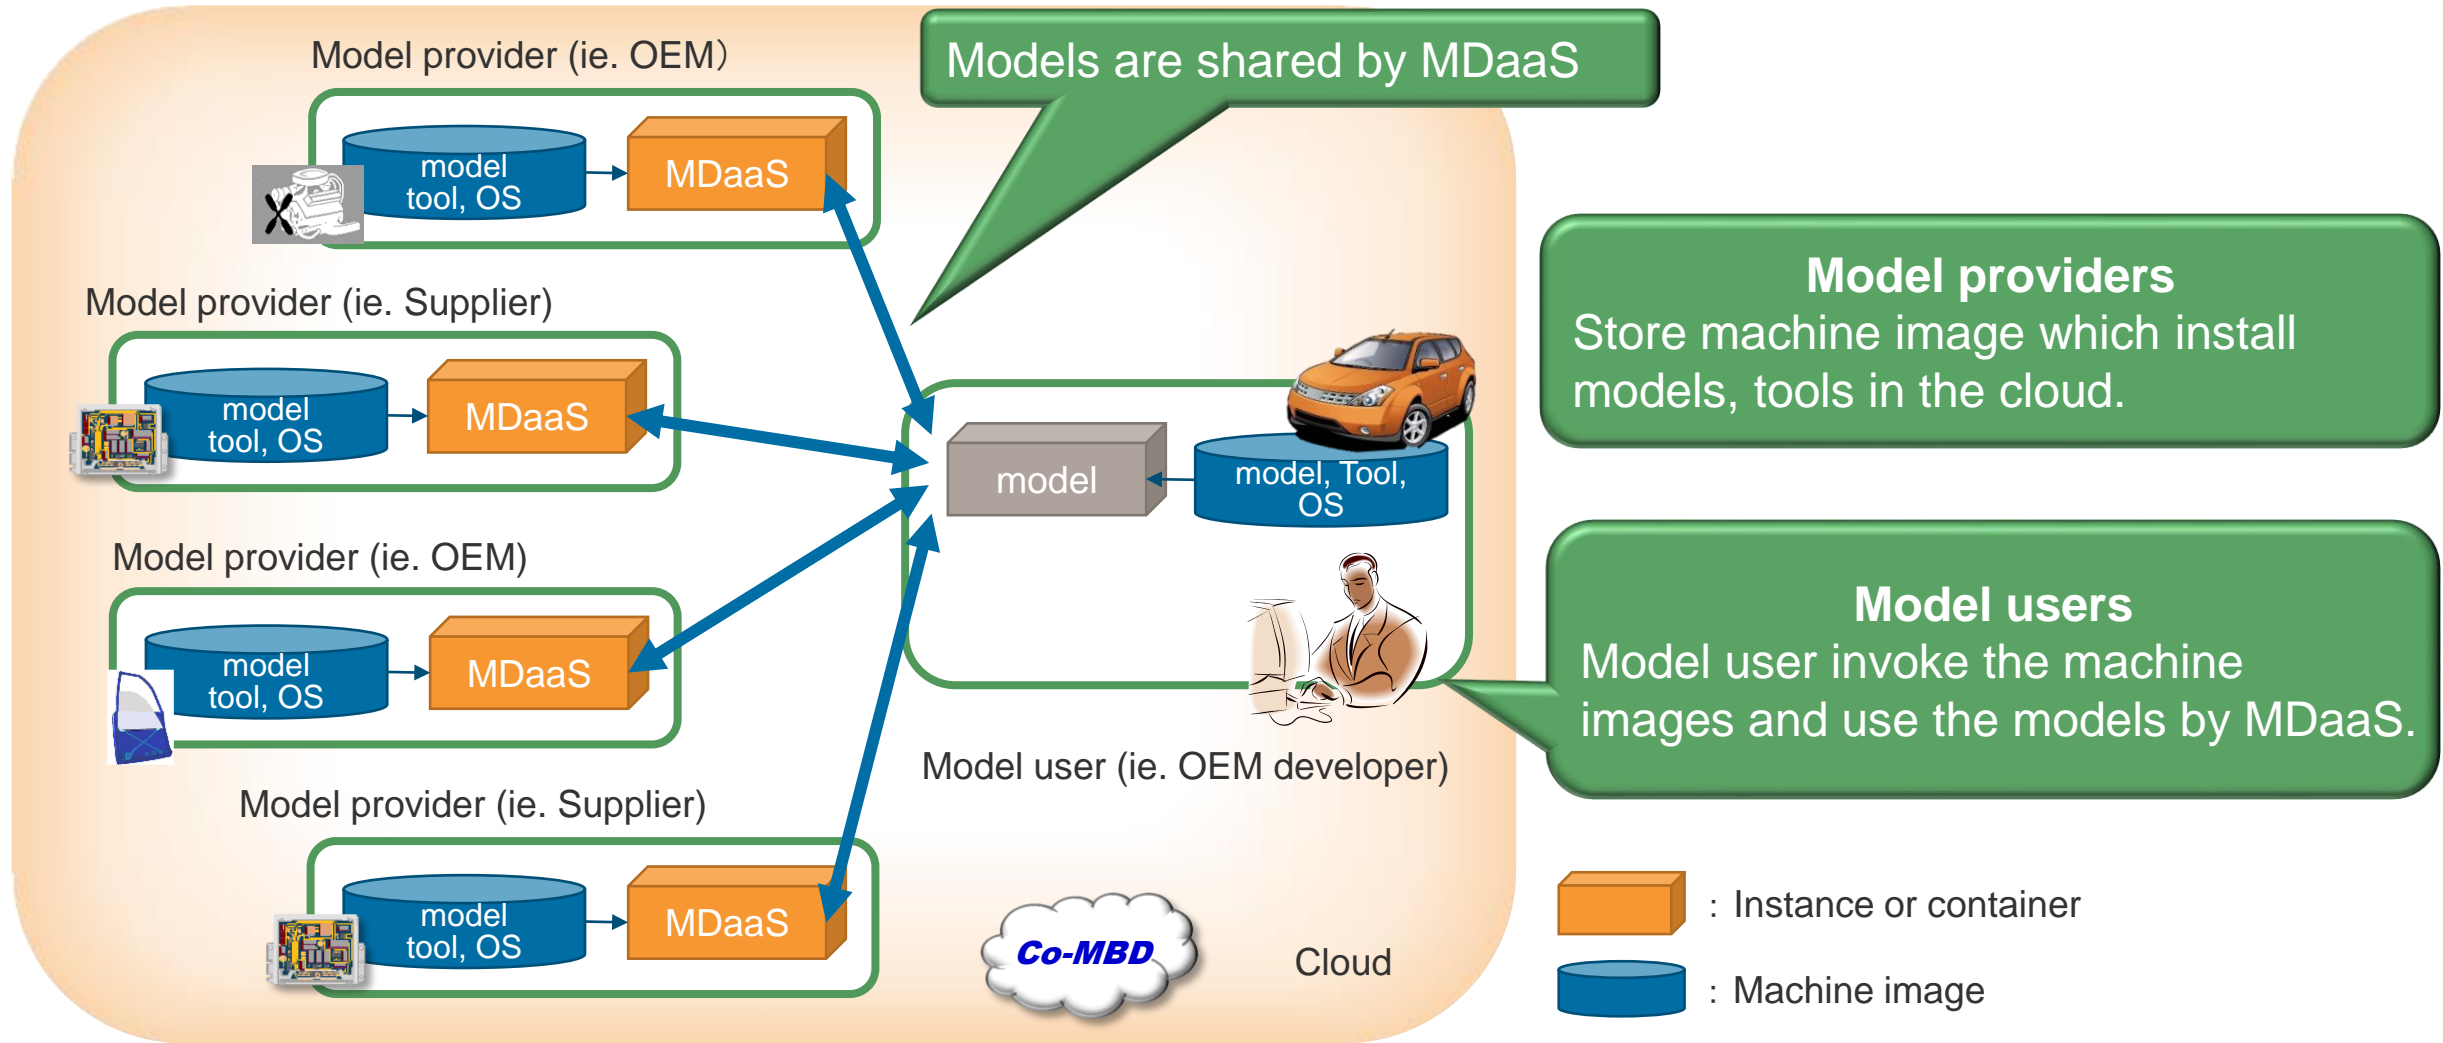 Model provider (ie. OEM）
Models are shared by MDaaS
model
tool, OS
MDaaS
Model provider (ie. Supplier)
model
tool, OS
MDaaS
Model provider (ie. OEM)
model
tool, OS
MDaaS
Model provider (ie. Supplier)
model
tool, OS
MDaaS
model
model, Tool,
OS
Model user (ie. OEM developer)
Co-MBD
Cloud
Model providers
Store machine image which install
models, tools in the cloud.
Model users
Model user invoke the machine
images and use the models by MDaaS.
: Instance or container
: Machine image